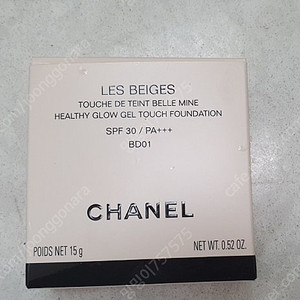 LES BEIGES
TOUCHE DE TEINT BELLE MINE
HEALTHY GLOW GEL TOUCH FOUNDATION
SPF 30 / PA+++
BD01
CHANEL
POIDS NET 15 g
NET WT. 0.52 OZ.